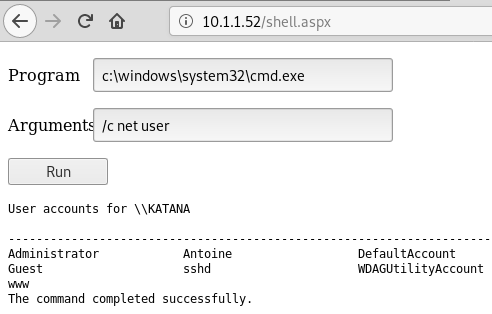 10.1.1.52/shell.aspx
Program c:\windows\system32\cmd.exe
Arguments /c net user
Run
User accounts for \\KATANA
-------------------------------------------------------------------
Administrator Antoine DefaultAccount
Guest sshd WDAGUtilityAccount
www
The command completed successfully.